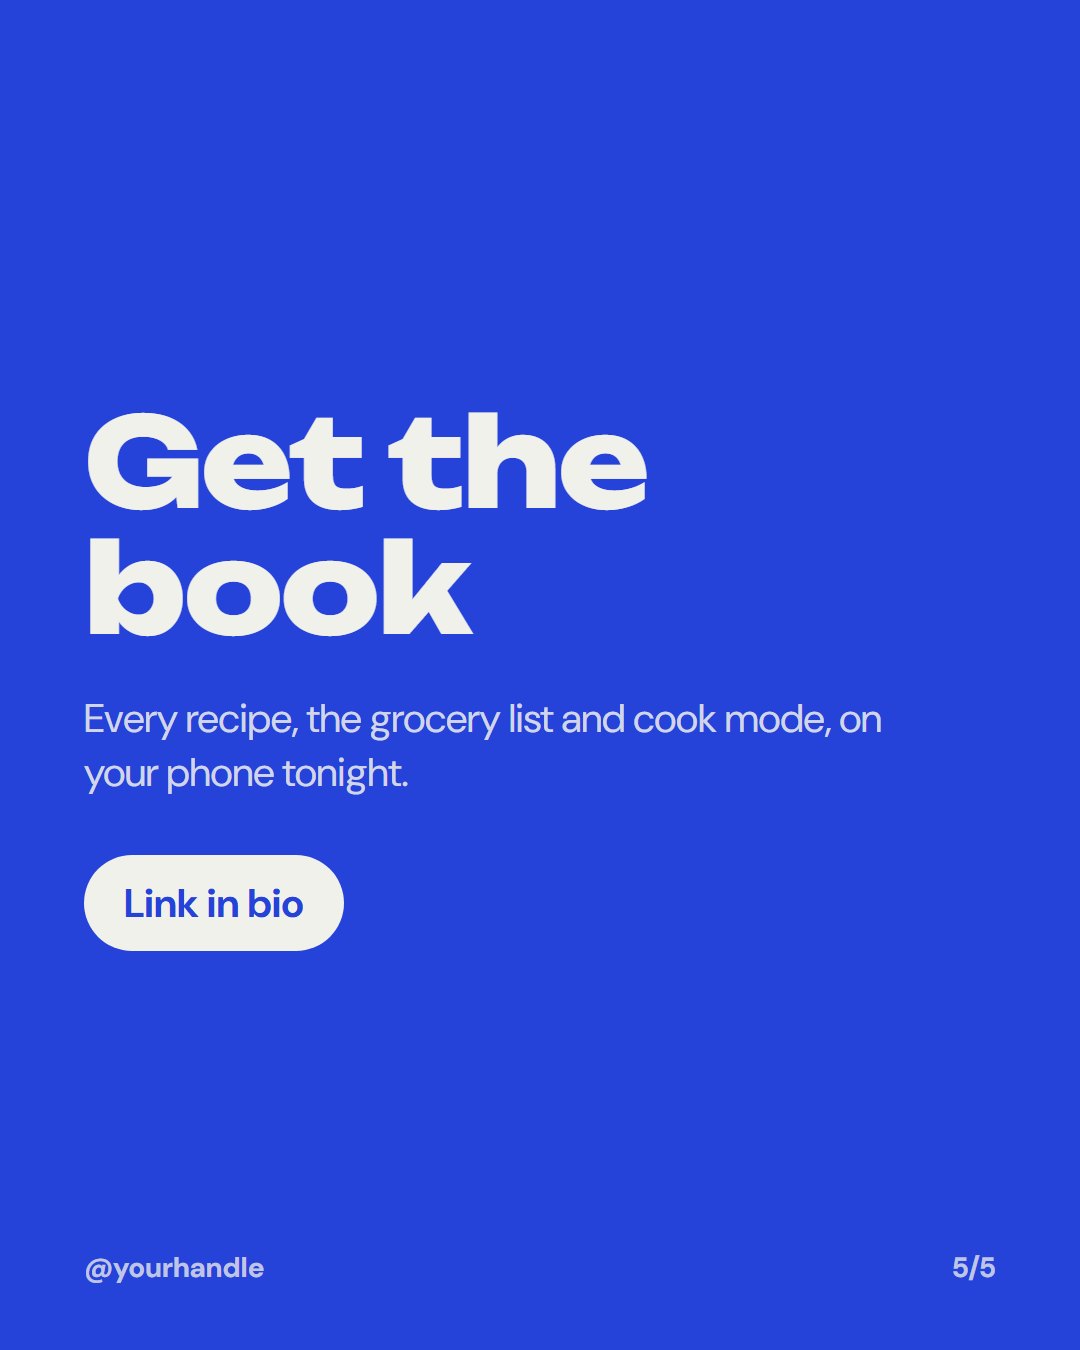 Get the
book
Every recipe, the grocery list and cook mode, on
your phone tonight.
Link in bio
@yourhandle
5/5